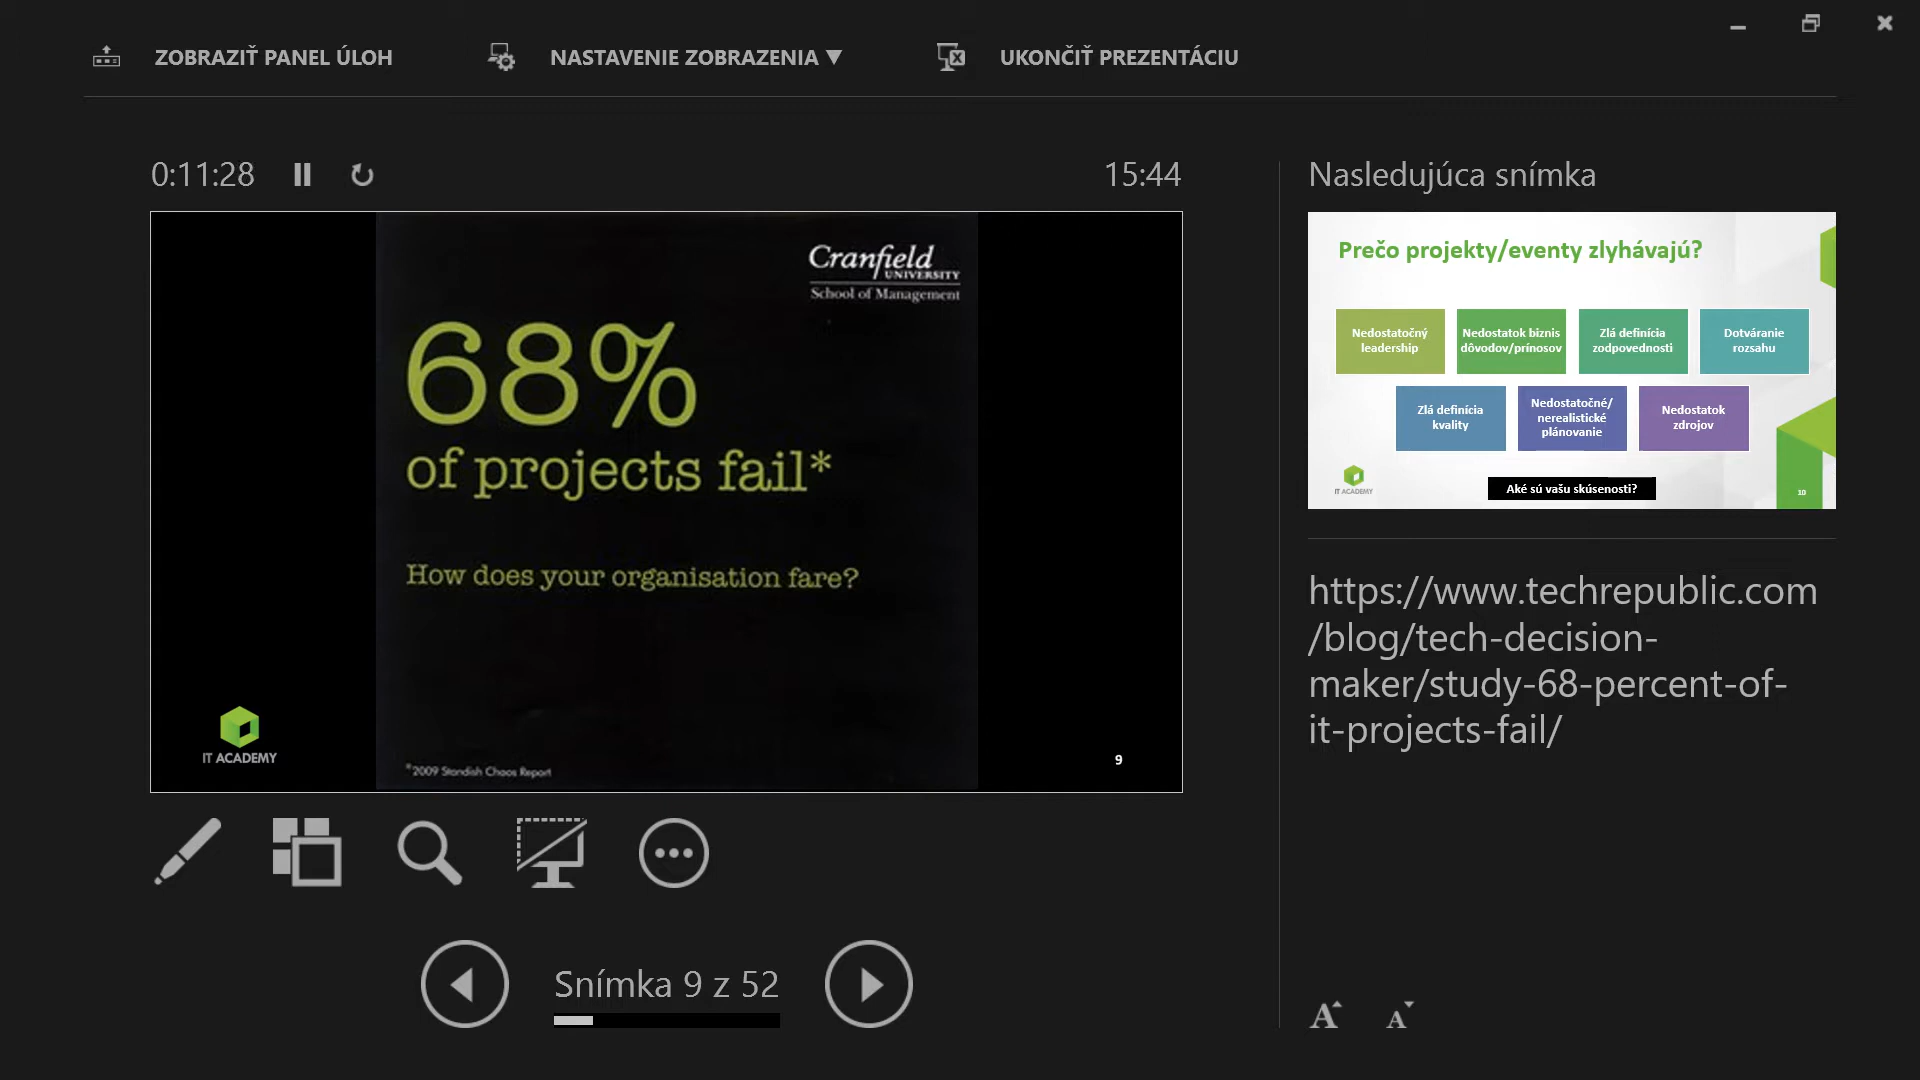 ZOBRAZIŤ PANEL ÚLOH
NASTAVENIE ZOBRAZENIA ▼
UKONČIŤ PREZENTÁCIU
0:11:28
15:44
Cranfield
UNIVERSITY
School of Management
68%
of projects fail*
How does your organisation fare?
*2009 Standish Chaos Report
IT ACADEMY
9
Snímka 9 z 52
Nasledujúca snímka
Prečo projekty/eventy zlyhávajú?
Nedostatočný
leadership
Nedostatok biznis
dôvodov/prínosov
Zlá definícia
zodpovednosti
Dotváranie
rozsahu
Zlá definícia
kvality
Nedostatočné/
nerealistické
plánovanie
Nedostatok
zdrojov
IT ACADEMY
Aké sú vašu skúsenosti?
10
https://www.techrepublic.com
/blog/tech-decision-
maker/study-68-percent-of-
it-projects-fail/
A
A